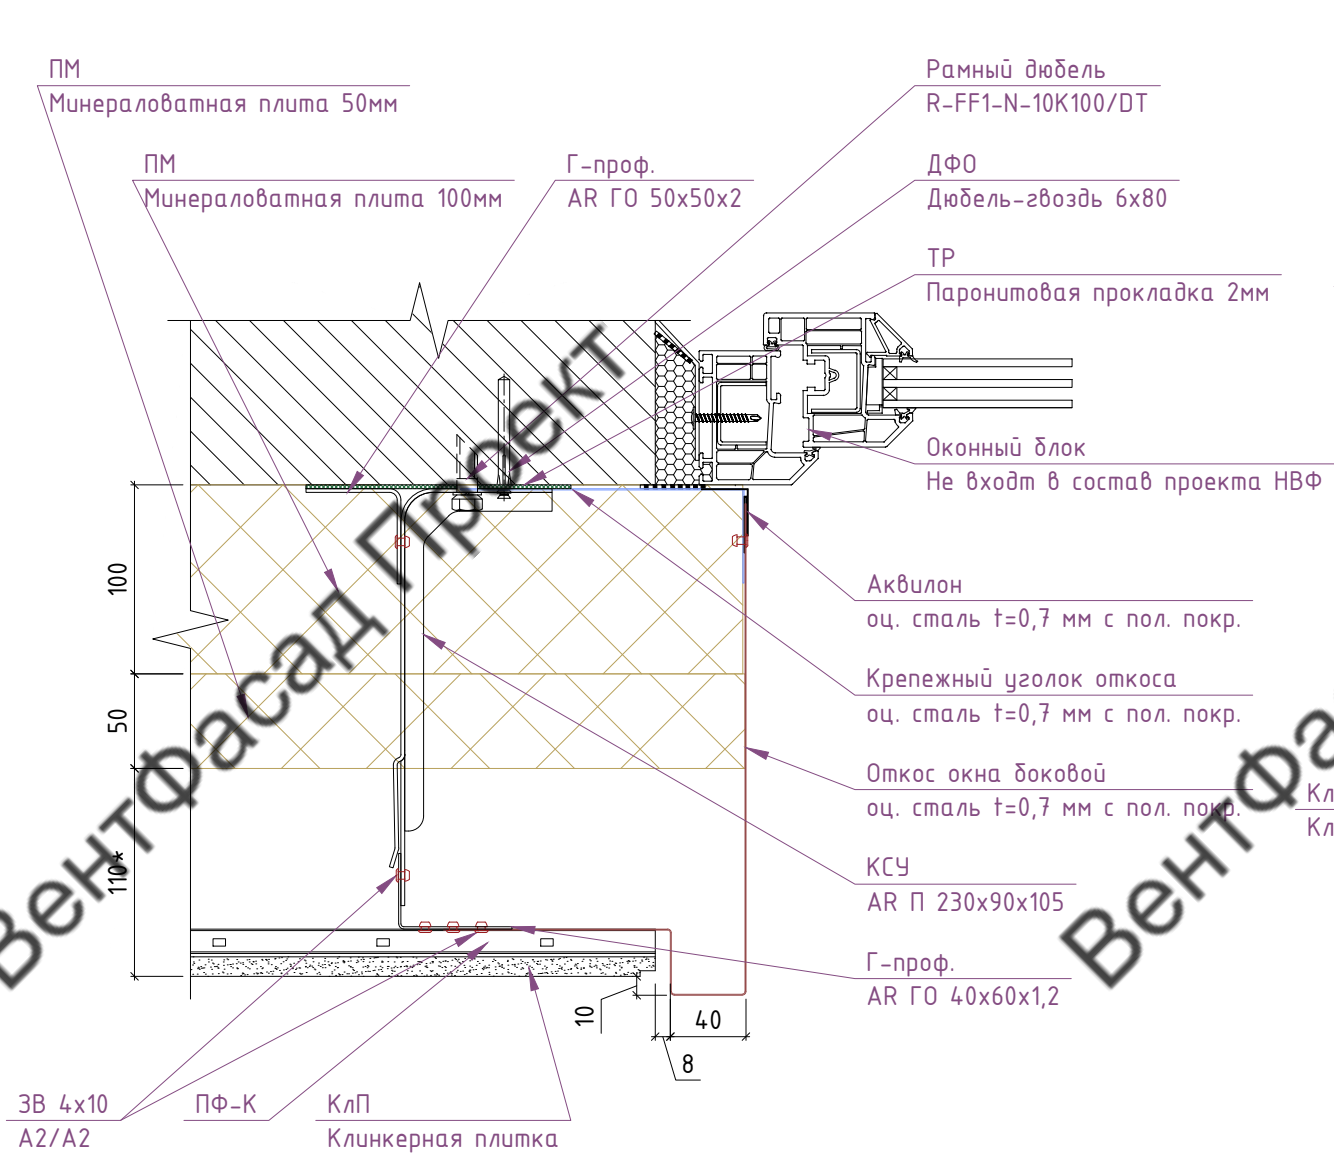 ПМ
Минераловатная плита 50мм
ПМ
Минераловатная плита 100мм
Г-проф.
AR ГО 50х50х2
Рамный дюбель
R-FF1-N-10K100/DT
ДФО
Дюбель-гвоздь 6х80
ТР
Паронитовая прокладка 2мм
Оконный блок
Не входт в состав проекта НВФ
Аквилон
оц. сталь t=0,7 мм с пол. покр.
Крепежный уголок откоса
оц. сталь t=0,7 мм с пол. покр.
Откос окна боковой
оц. сталь t=0,7 мм с пол. покр.
КСУ
AR П 230х90х105
Г-проф.
AR ГО 40х60х1,2
100
50
110*
10
40
8
ЗВ 4х10
А2/А2
ПФ-К
КлП
Клинкерная плитка
ВентФасад Проект
ВентФа
Кл
Кл